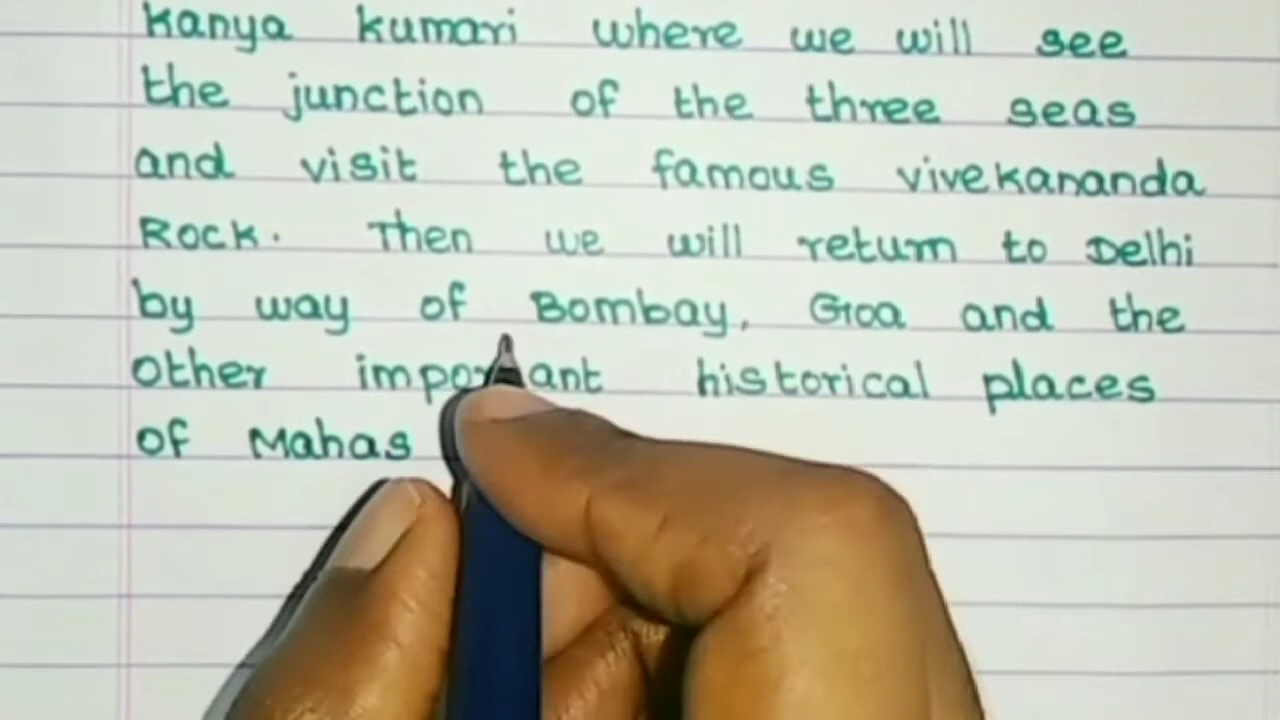 Kanya kumari where we will see
the junction of the three seas
and visit the famous vivekananda
Rock. Then we will return to Delhi
by way of Bombay, Goa and the
other important historical places
of Mahas